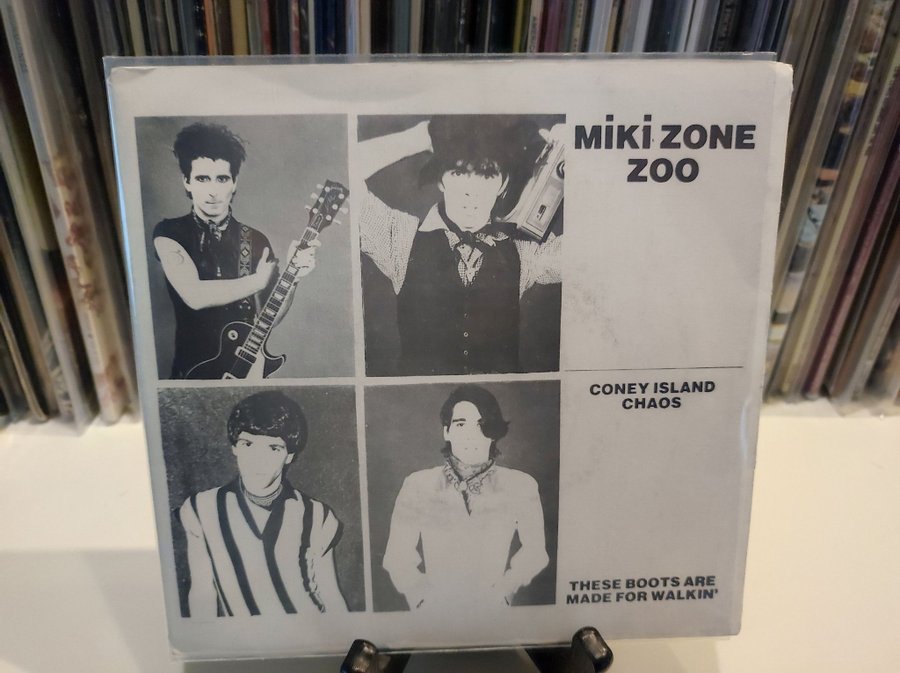 MiKi ZONE
ZOO
CONEY ISLAND
CHAOS
THESE BOOTS ARE
MADE FOR WALKIN'